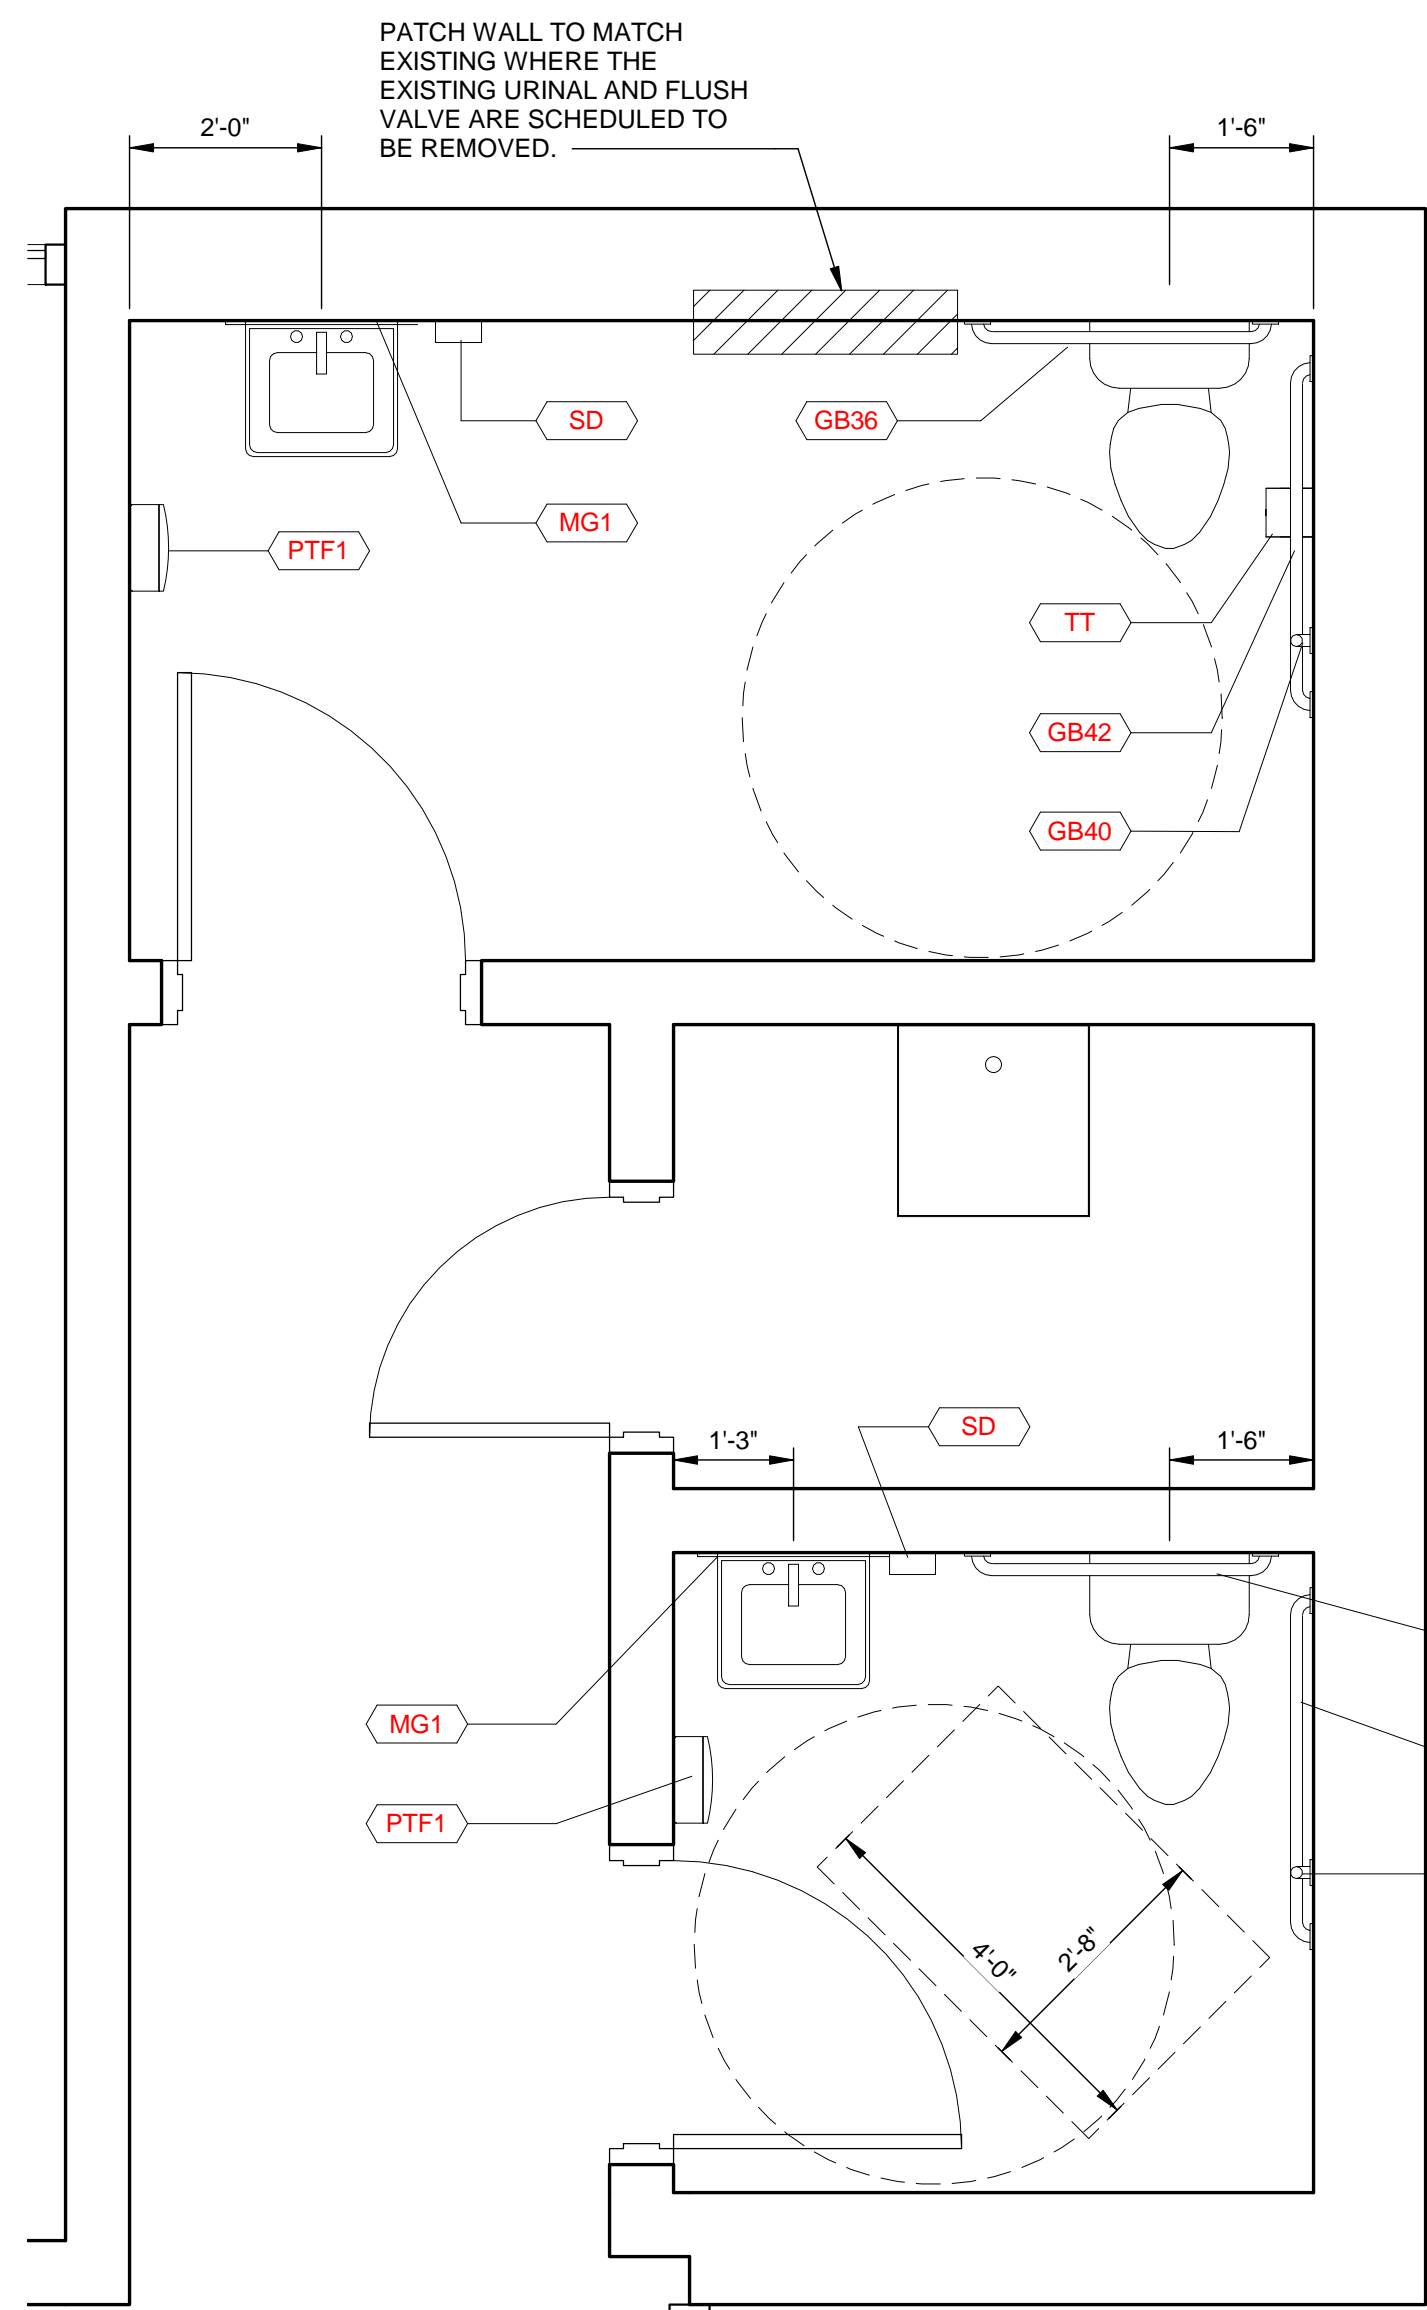 PATCH WALL TO MATCH
EXISTING WHERE THE
EXISTING URINAL AND FLUSH
VALVE ARE SCHEDULED TO
BE REMOVED.
2'-0"
1'-6"
SD
GB36
MG1
PTF1
TT
GB42
GB40
SD
1'-3"
1'-6"
MG1
PTF1
4'-0"
2'-8"